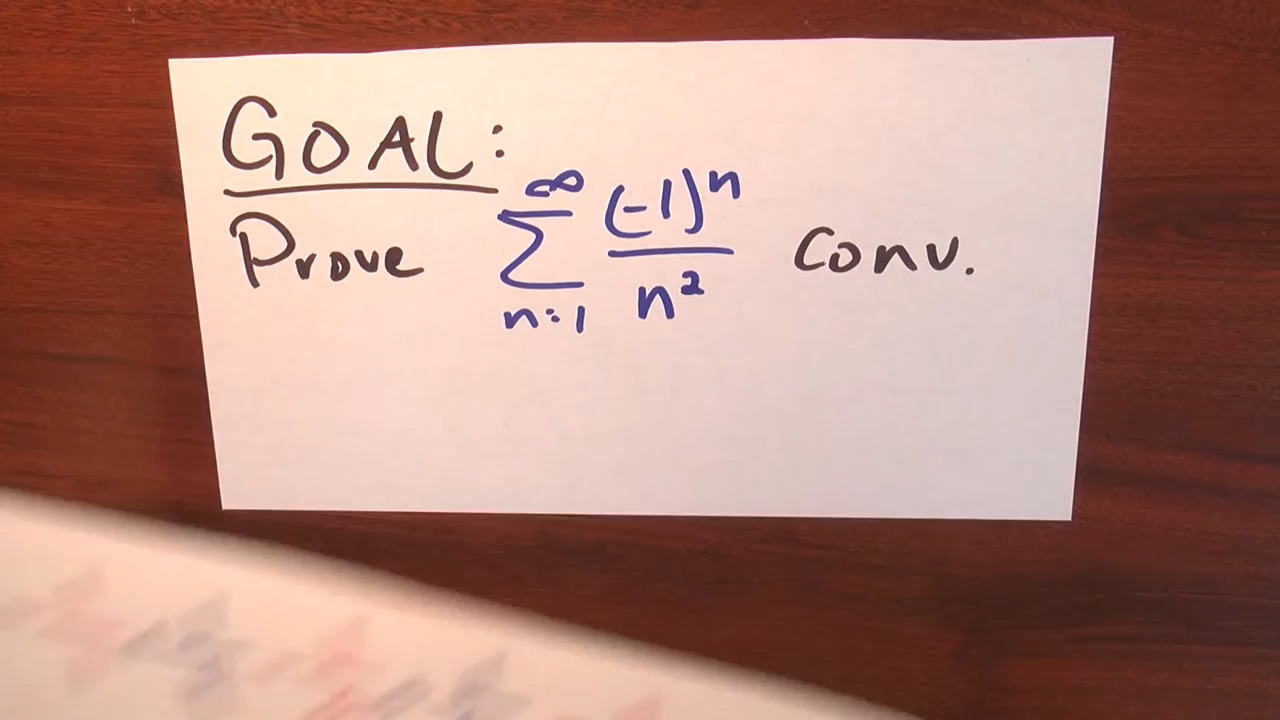 GOAL:
Prove ∞∑n=1 (-1)^n/n^2 conv.